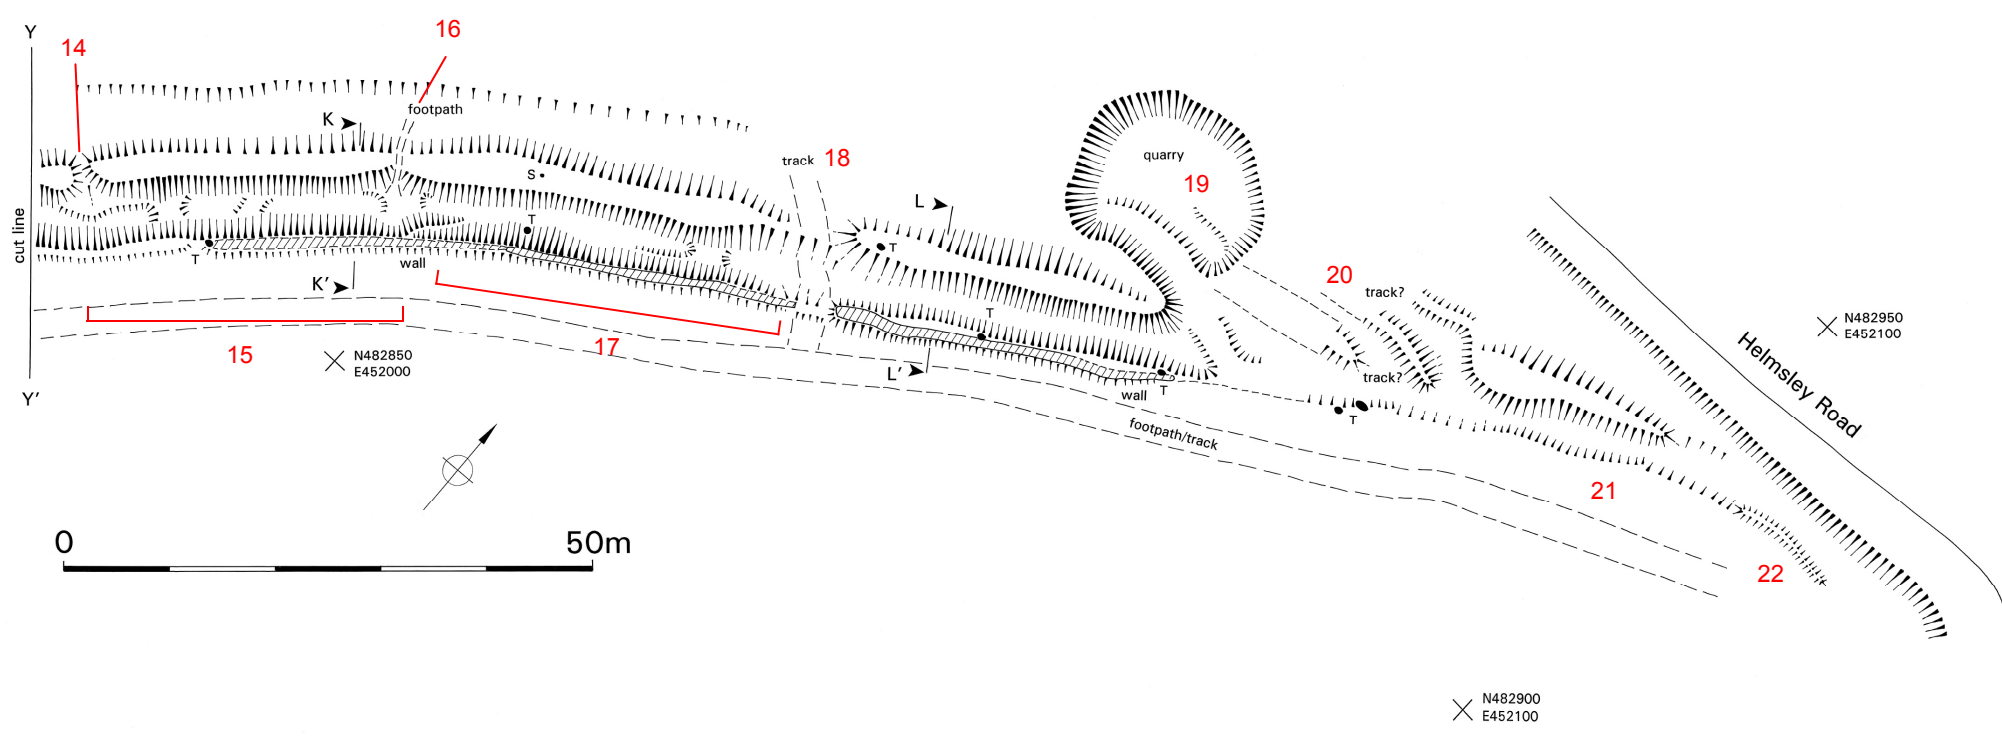 Y
14
16
footpath
K
track 18
quarry
19
S
L
T
T
cut line
T
wall
K'
20
track?
N482950
E452100
Helmsley Road
T
15
N482850
E452000
17
L'
track?
wall
T
T
Y'
footpath/track
21
22
0
50m
N482900
E452100